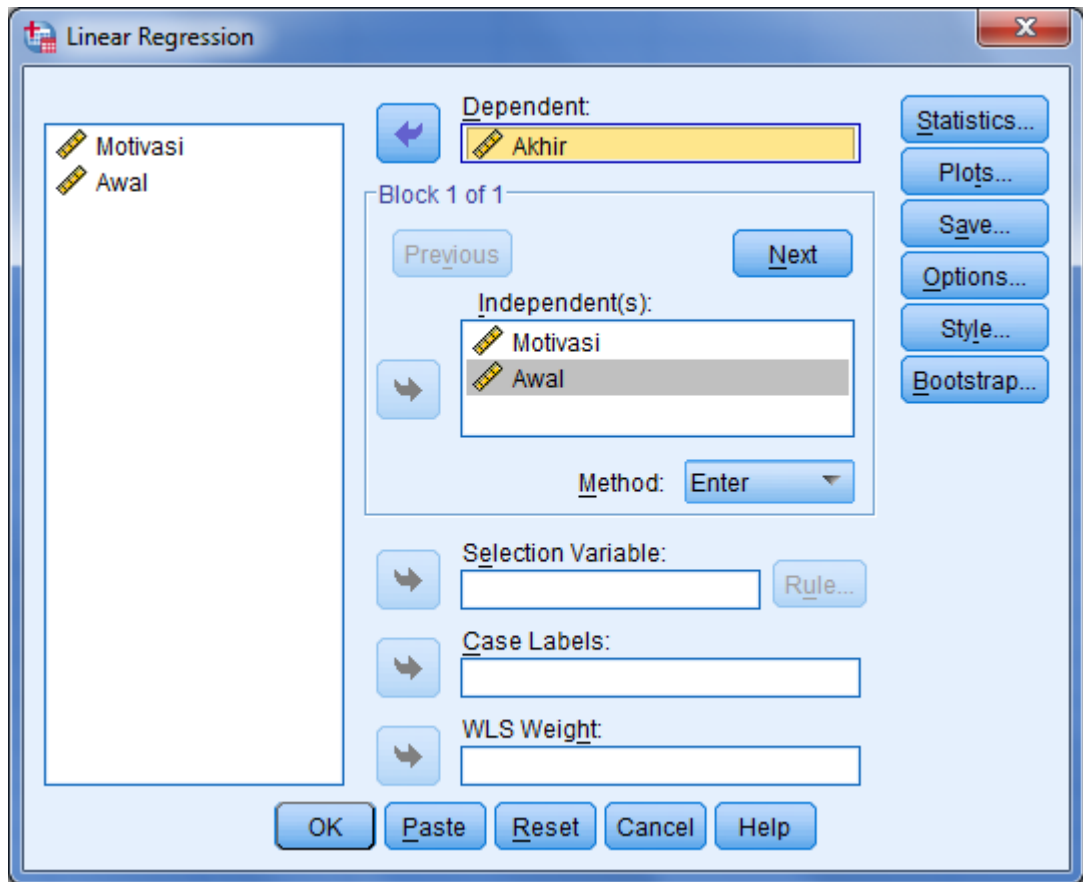 Linear Regression
Motivasi
Awal
Dependent:
Akhir
Block 1 of 1
Previous
Next
Independent(s):
Motivasi
Awal
Method:
Enter
Selection Variable:
Rule...
Case Labels:
WLS Weight:
Statistics...
Plots...
Save...
Options...
Style...
Bootstrap...
OK
Paste
Reset
Cancel
Help